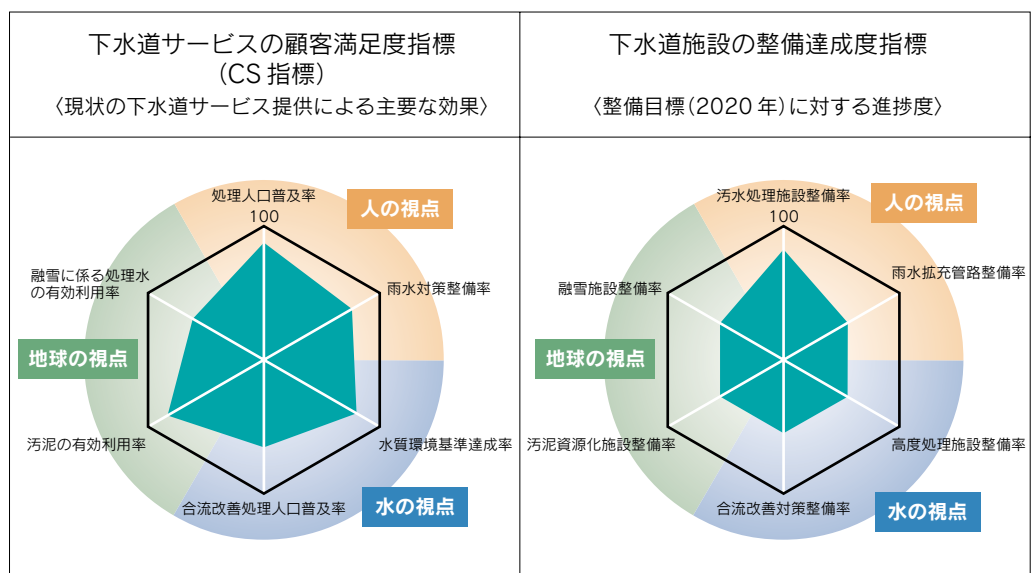 下水道サービスの顧客満足度指標
(CS 指標)
〈現状の下水道サービス提供による主要な効果〉
下水道施設の整備達成度指標
〈整備目標(2020 年)に対する進捗度〉
処理人口普及率
100
人の視点
雨水対策整備率
融雪に係る処理水
の有効利用率
地球の視点
汚泥の有効利用率
水質環境基準達成率
合流改善処理人口普及率
水の視点
汚水処理施設整備率
100
人の視点
雨水拡充管路整備率
融雪施設整備率
地球の視点
汚泥資源化施設整備率
高度処理施設整備率
合流改善対策整備率
水の視点